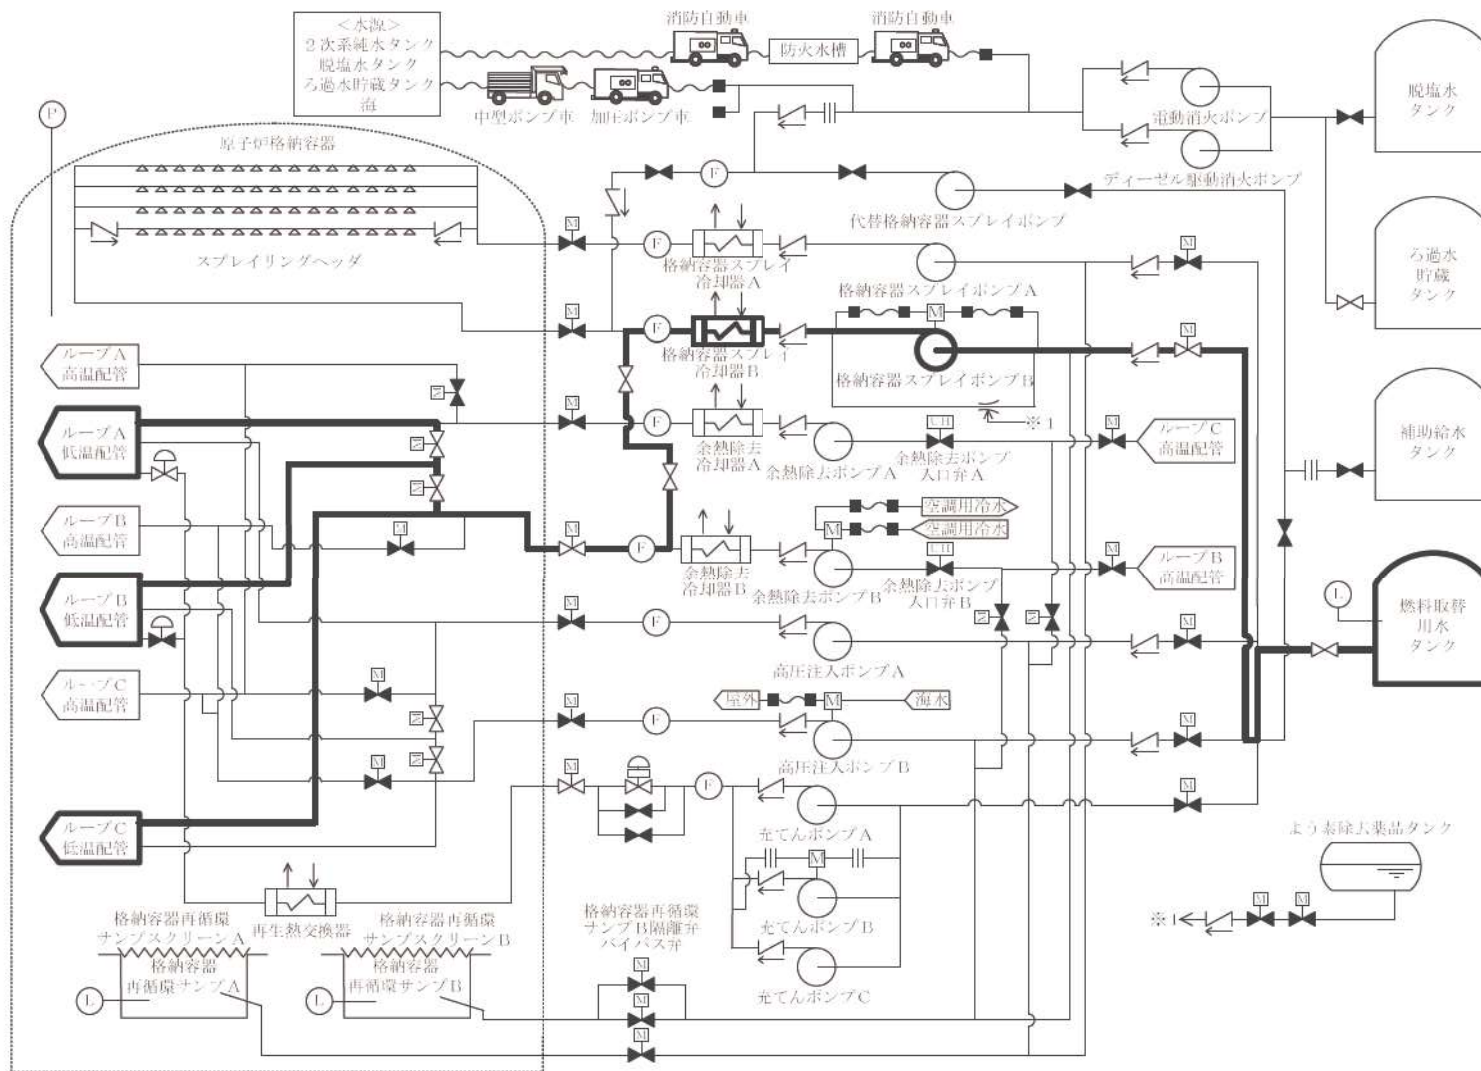 ＜水源＞
２次系純水タンク
脱塩水タンク
ろ過水貯蔵タンク
海
消防自動車
防火水槽
消防自動車
中型ポンプ車
加圧ポンプ車
電動消火ポンプ
ディーゼル駆動消火ポンプ
脱塩水
タンク
P
原子炉格納容器
スプレイリングヘッダ
F
代替格納容器スプレイポンプ
M
F
格納容器スプレイ
冷却器A
格納容器スプレイポンプA
M
ろ過水
貯蔵
タンク
M
F
格納容器スプレイ
冷却器B
M
格納容器スプレイポンプB
M
※1
ループA
高温配管
M
ループA
低温配管
M
M
M
F
余熱除去
冷却器A
余熱除去ポンプA
余熱除去ポンプ
入口弁A
M
ループC
高温配管
補助給水
タンク
ループB
高温配管
M
M
F
余熱除去
冷却器B
M
空調用冷水
空調用冷水
余熱除去ポンプB
余熱除去ポンプ
入口弁B
M
ループB
高温配管
ループB
低温配管
M
F
高圧注入ポンプA
M
M
M
L
燃料取替
用水
タンク
ループC
高温配管
M
M
M
M
M
F
屋外
M
海水
高圧注入ポンプB
M
M
F
充てんポンプA
M
ループC
低温配管
M
充てんポンプB
充てんポンプC
よう素除去薬品タンク
※1
M
M
再生熱交換器
格納容器再循環
サンプスクリーンA
格納容器
再循環サンプA
L
格納容器再循環
サンプスクリーンB
格納容器
再循環サンプB
L
格納容器再循環
サンプB隔離弁
バイパス弁
M
M
M